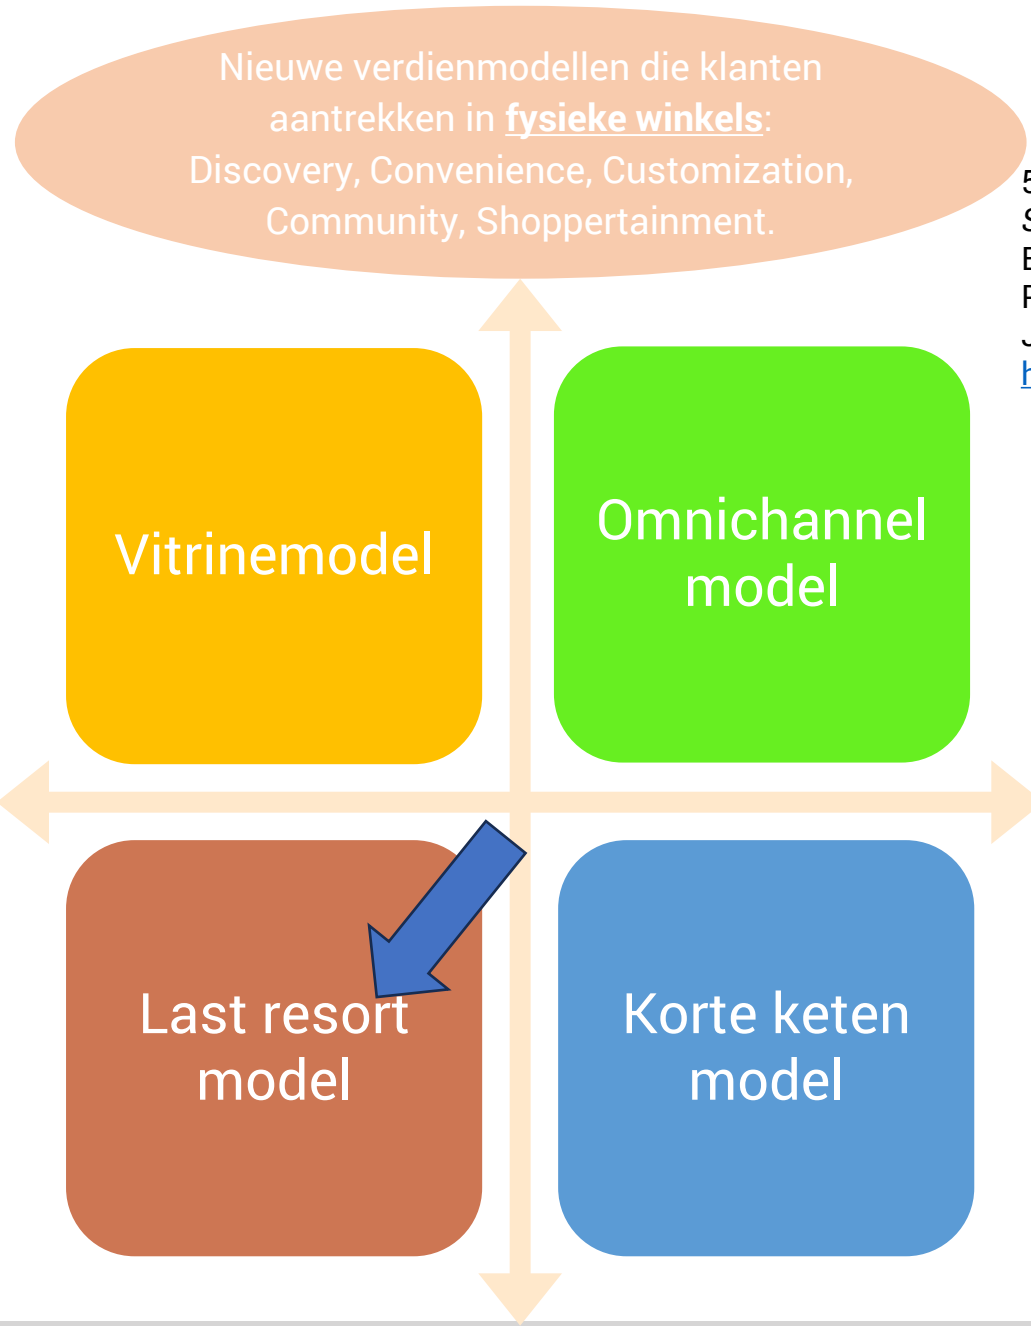 Nieuwe verdienmodellen die klanten
aantrekken in fysieke winkels:
Discovery, Convenience, Customization,
Community, Shoppertainment.
Vitrinemodel
Omnichannel
model
Last resort
model
Korte keten
model